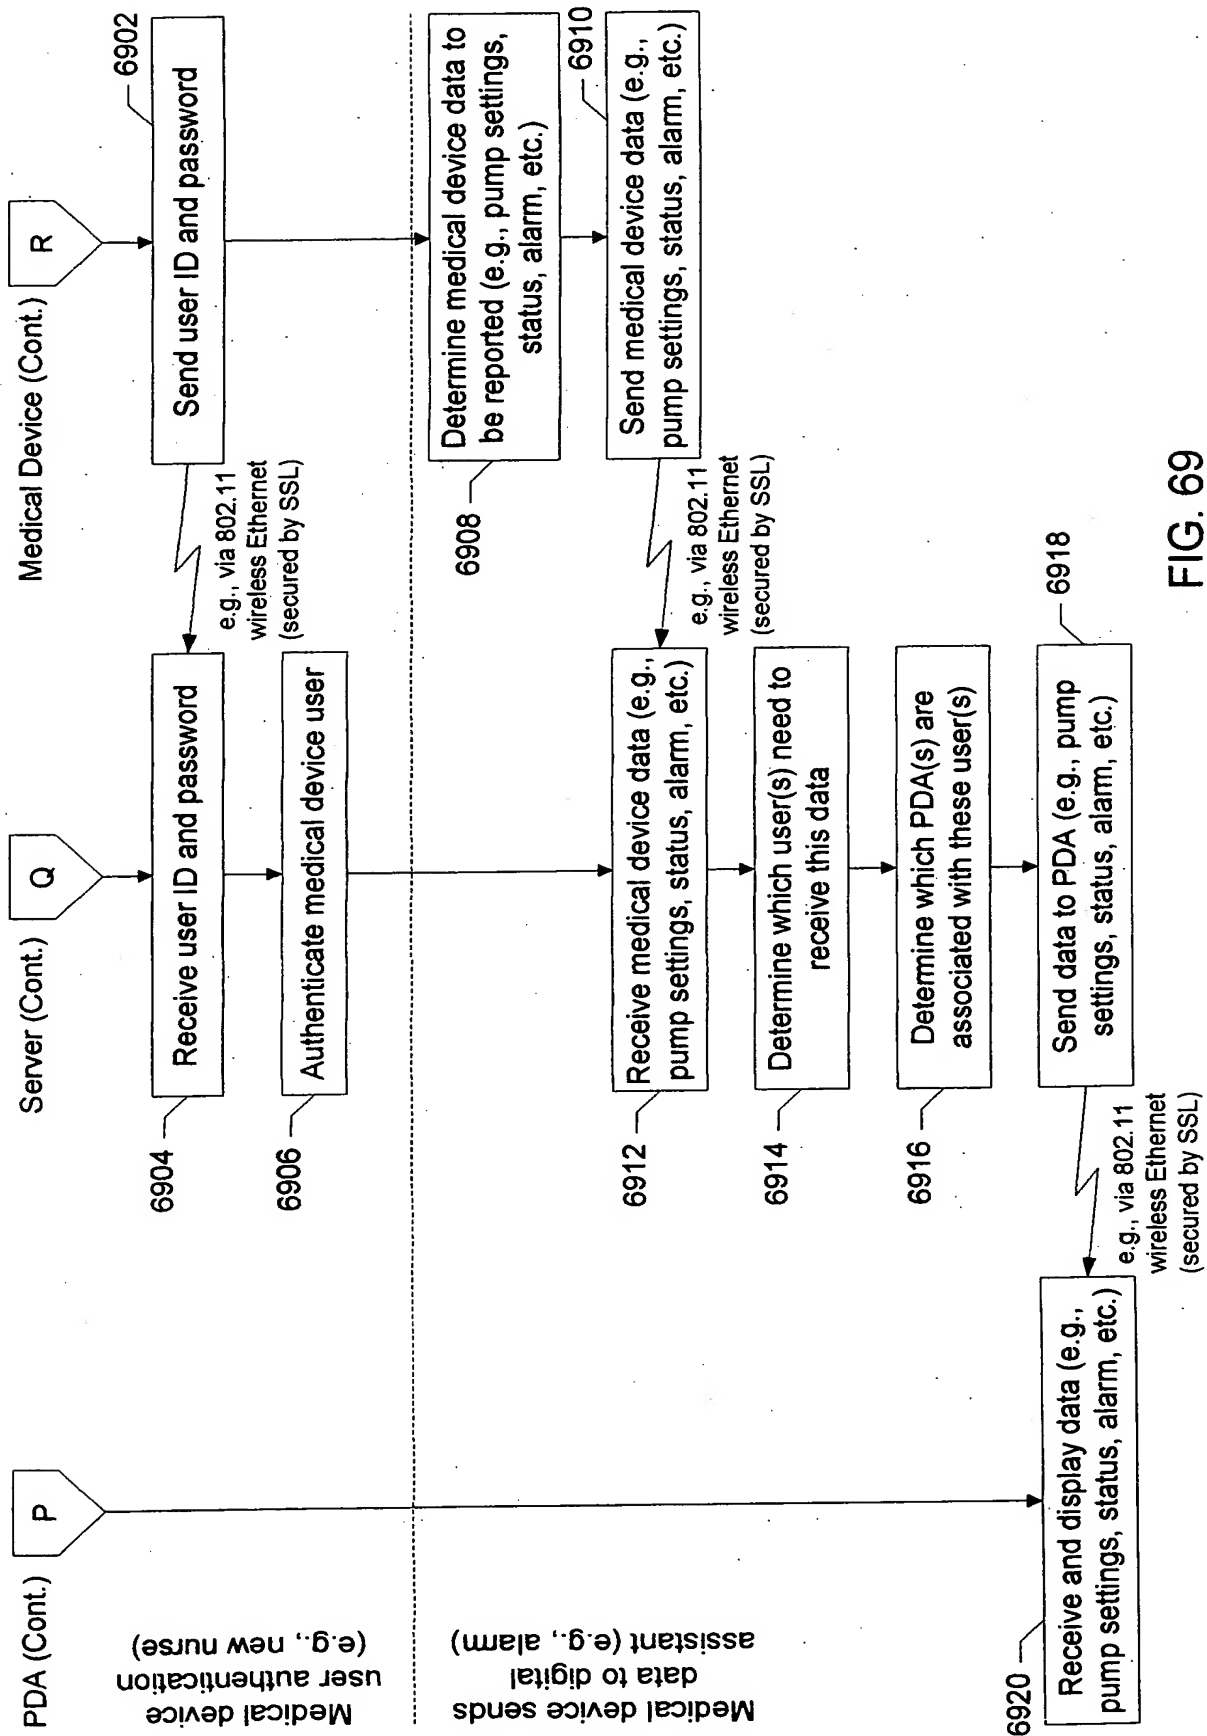 PDA (Cont.)
P
Server (Cont.)
Q
Medical Device (Cont.)
R
Medical device
user authentication
(e.g., new nurse)
6902
Send user ID and password
e.g., via 802.11
wireless Ethernet
(secured by SSL)
6904
Receive user ID and password
6906
Authenticate medical device user
Medical device sends
data to digital
assistant (e.g., alarm)
6908
Determine medical device data to
be reported (e.g., pump settings,
status, alarm, etc.)
6910
Send medical device data (e.g.,
pump settings, status, alarm, etc.)
e.g., via 802.11
wireless Ethernet
(secured by SSL)
6912
Receive medical device data (e.g.,
pump settings, status, alarm, etc.)
6914
Determine which user(s) need to
receive this data
6916
Determine which PDA(s) are
associated with these user(s)
6918
Send data to PDA (e.g., pump
settings, status, alarm, etc.)
e.g., via 802.11
wireless Ethernet
(secured by SSL)
6920
Receive and display data (e.g.,
pump settings, status, alarm, etc.)
FIG. 69